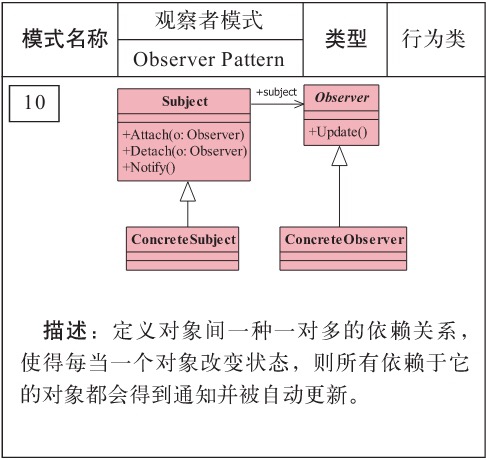 模式名称
观察者模式
Observer Pattern
类型
行为类
10
Subject
+Attach(o: Observer)
+Detach(o: Observer)
+Notify()
+subject
Observer
+Update()
ConcreteSubject
ConcreteObserver
描述：定义对象间一种一对多的依赖关系，
使得每当一个对象改变状态，则所有依赖于它
的对象都会得到通知并被自动更新。